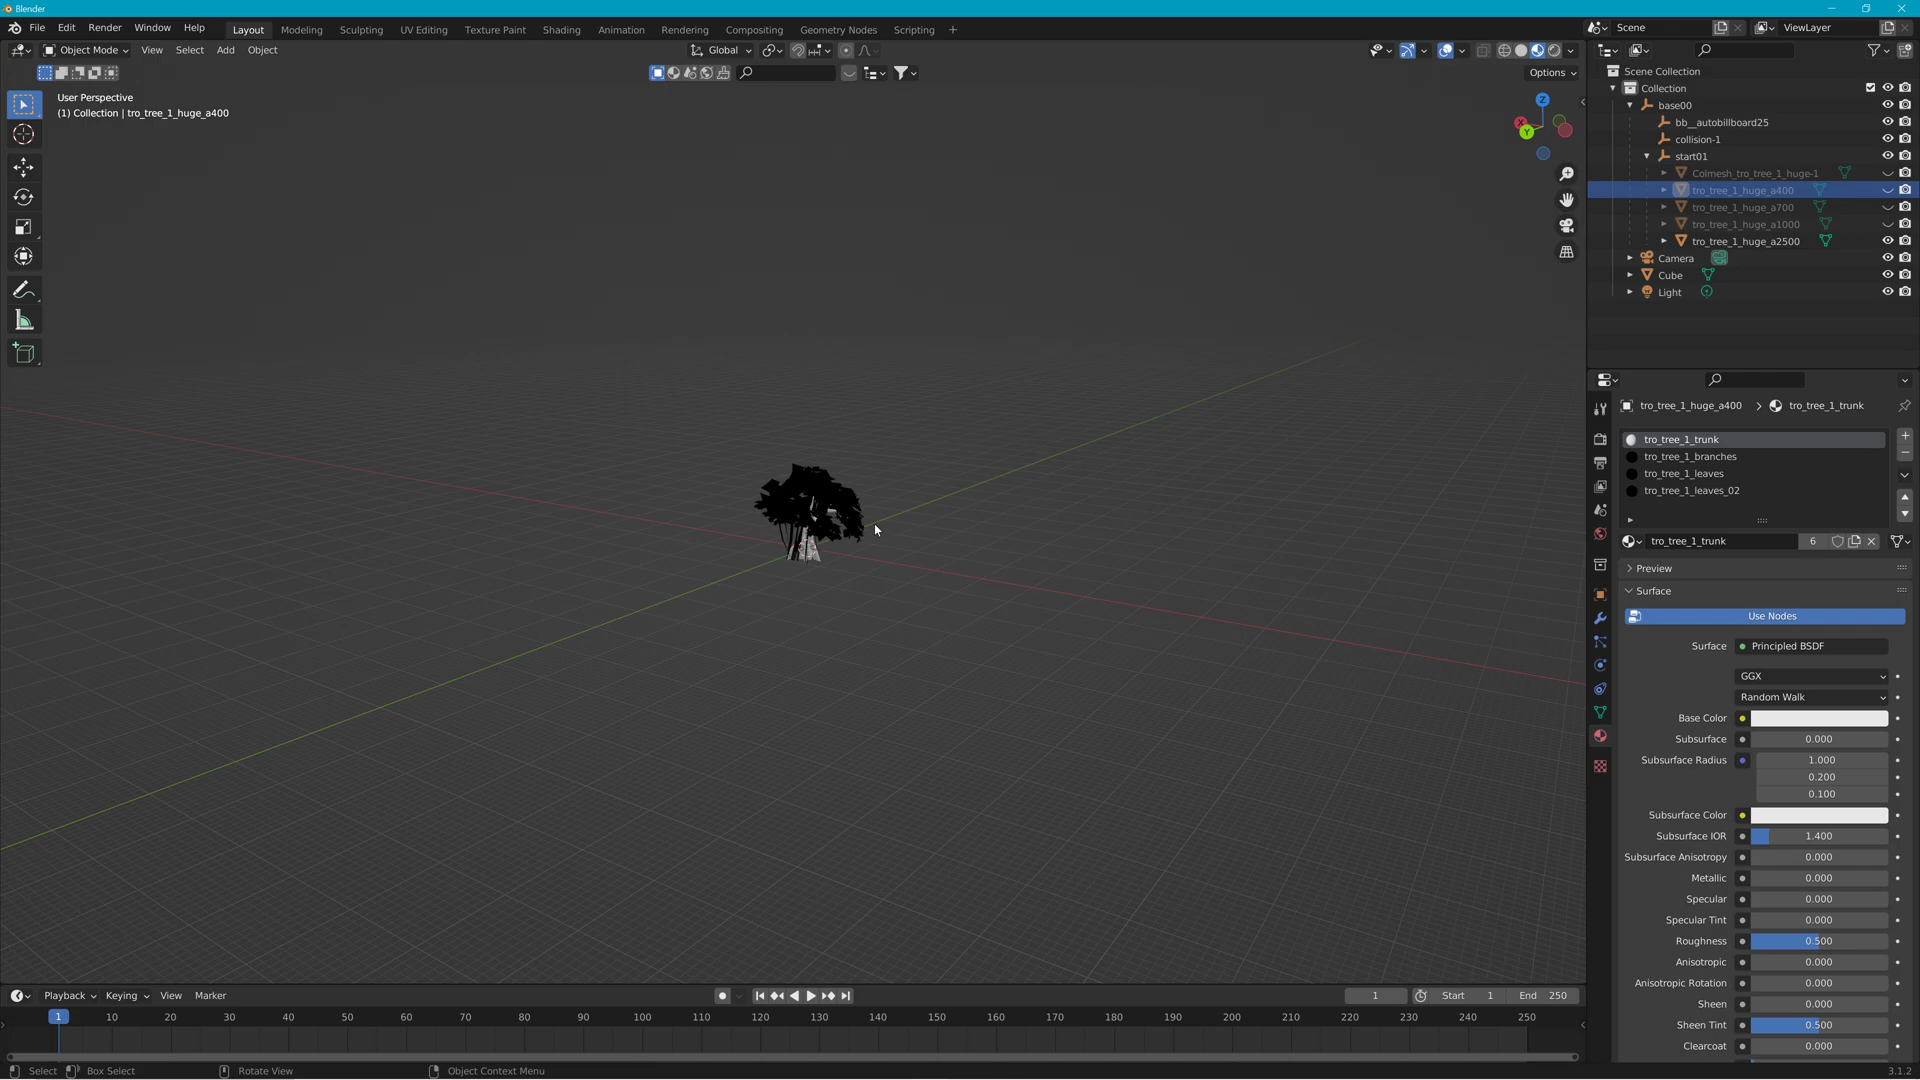 Blender
File Edit Render Window Help Layout Modeling Sculpting UV Editing Texture Paint Shading Animation Rendering Compositing Geometry Nodes Scripting + Scene ViewLayer
Object Mode View Select Add Object Global
Options
User Perspective
(1) Collection | tro_tree_1_huge_a400
Z
X
Y
Scene Collection
Collection
base00
bb__autobillboard25
collision-1
start01
Colmesh_tro_tree_1_huge-1
tro_tree_1_huge_a400
tro_tree_1_huge_a700
tro_tree_1_huge_a1000
tro_tree_1_huge_a2500
Camera
Cube
Light
tro_tree_1_huge_a400 > tro_tree_1_trunk
tro_tree_1_trunk
tro_tree_1_branches
tro_tree_1_leaves
tro_tree_1_leaves_02
tro_tree_1_trunk 6
Preview
Surface
Use Nodes
Surface Principled BSDF
GGX
Random Walk
Base Color
Subsurface 0.000
Subsurface Radius 1.000
0.200
0.100
Subsurface Color
Subsurface IOR 1.400
Subsurface Anisotropy 0.000
Metallic 0.000
Specular 0.000
Specular Tint 0.000
Roughness 0.500
Anisotropic 0.000
Anisotropic Rotation 0.000
Sheen 0.000
Sheen Tint 0.500
Clearcoat 0.000
Playback Keying View Marker 1 Start 1 End 250
1 10 20 30 40 50 60 70 80 90 100 110 120 130 140 150 160 170 180 190 200 210 220 230 240 250
Select Box Select Rotate View Object Context Menu 3.1.2